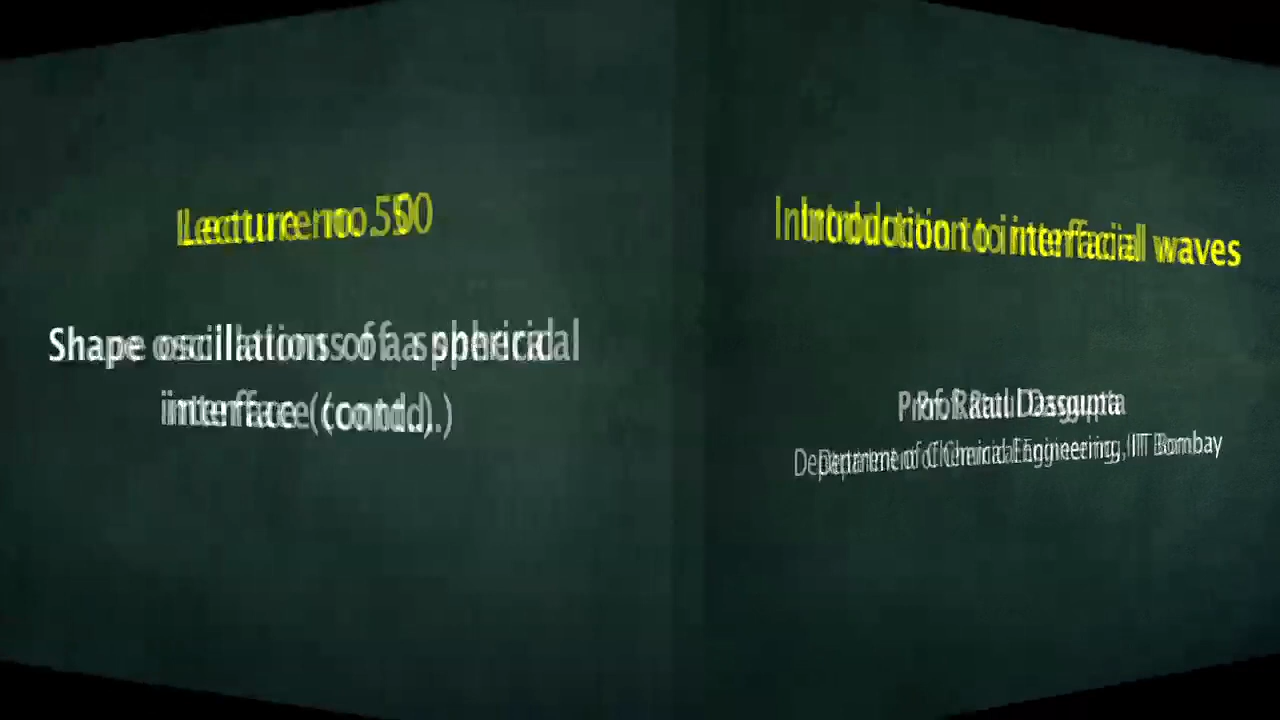 Lecture no. 50
Shape oscillations of a spherical
interface (contd.)
Introduction to interfacial waves
Prof. Ratul Dasgupta
Department of Chemical Engineering, IIT Bombay